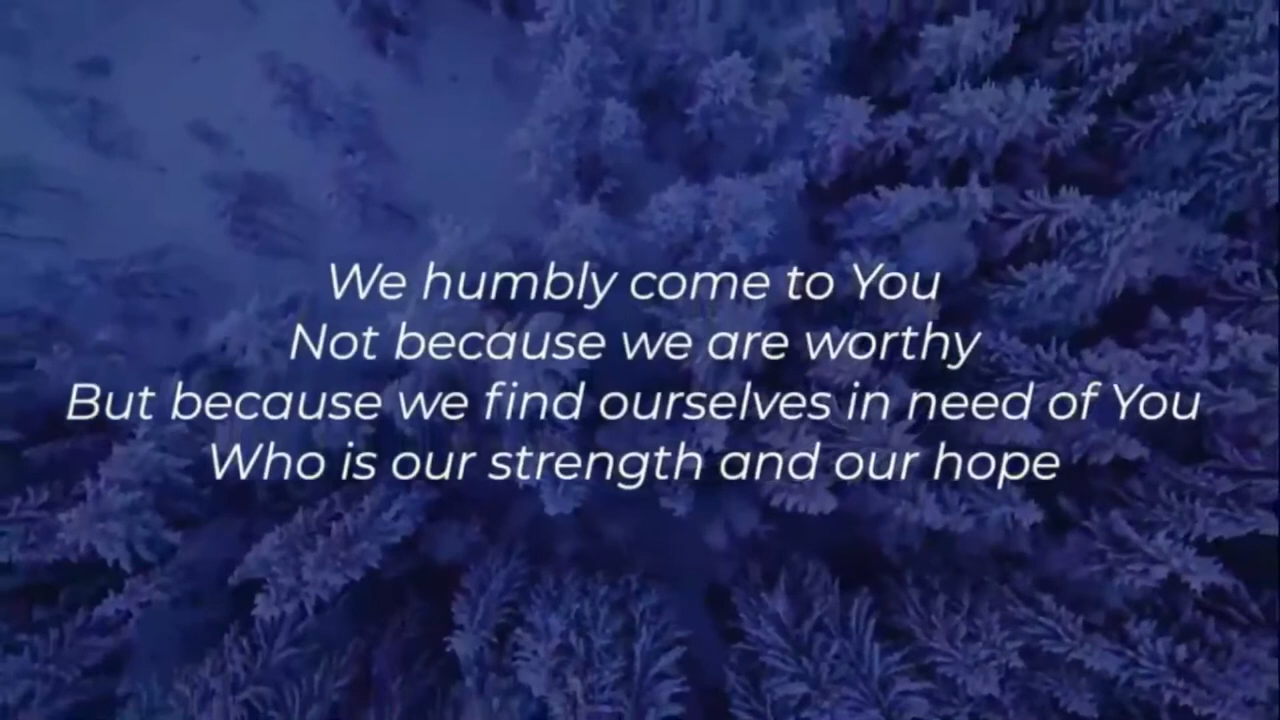 We humbly come to You
Not because we are worthy
But because we find ourselves in need of You
Who is our strength and our hope